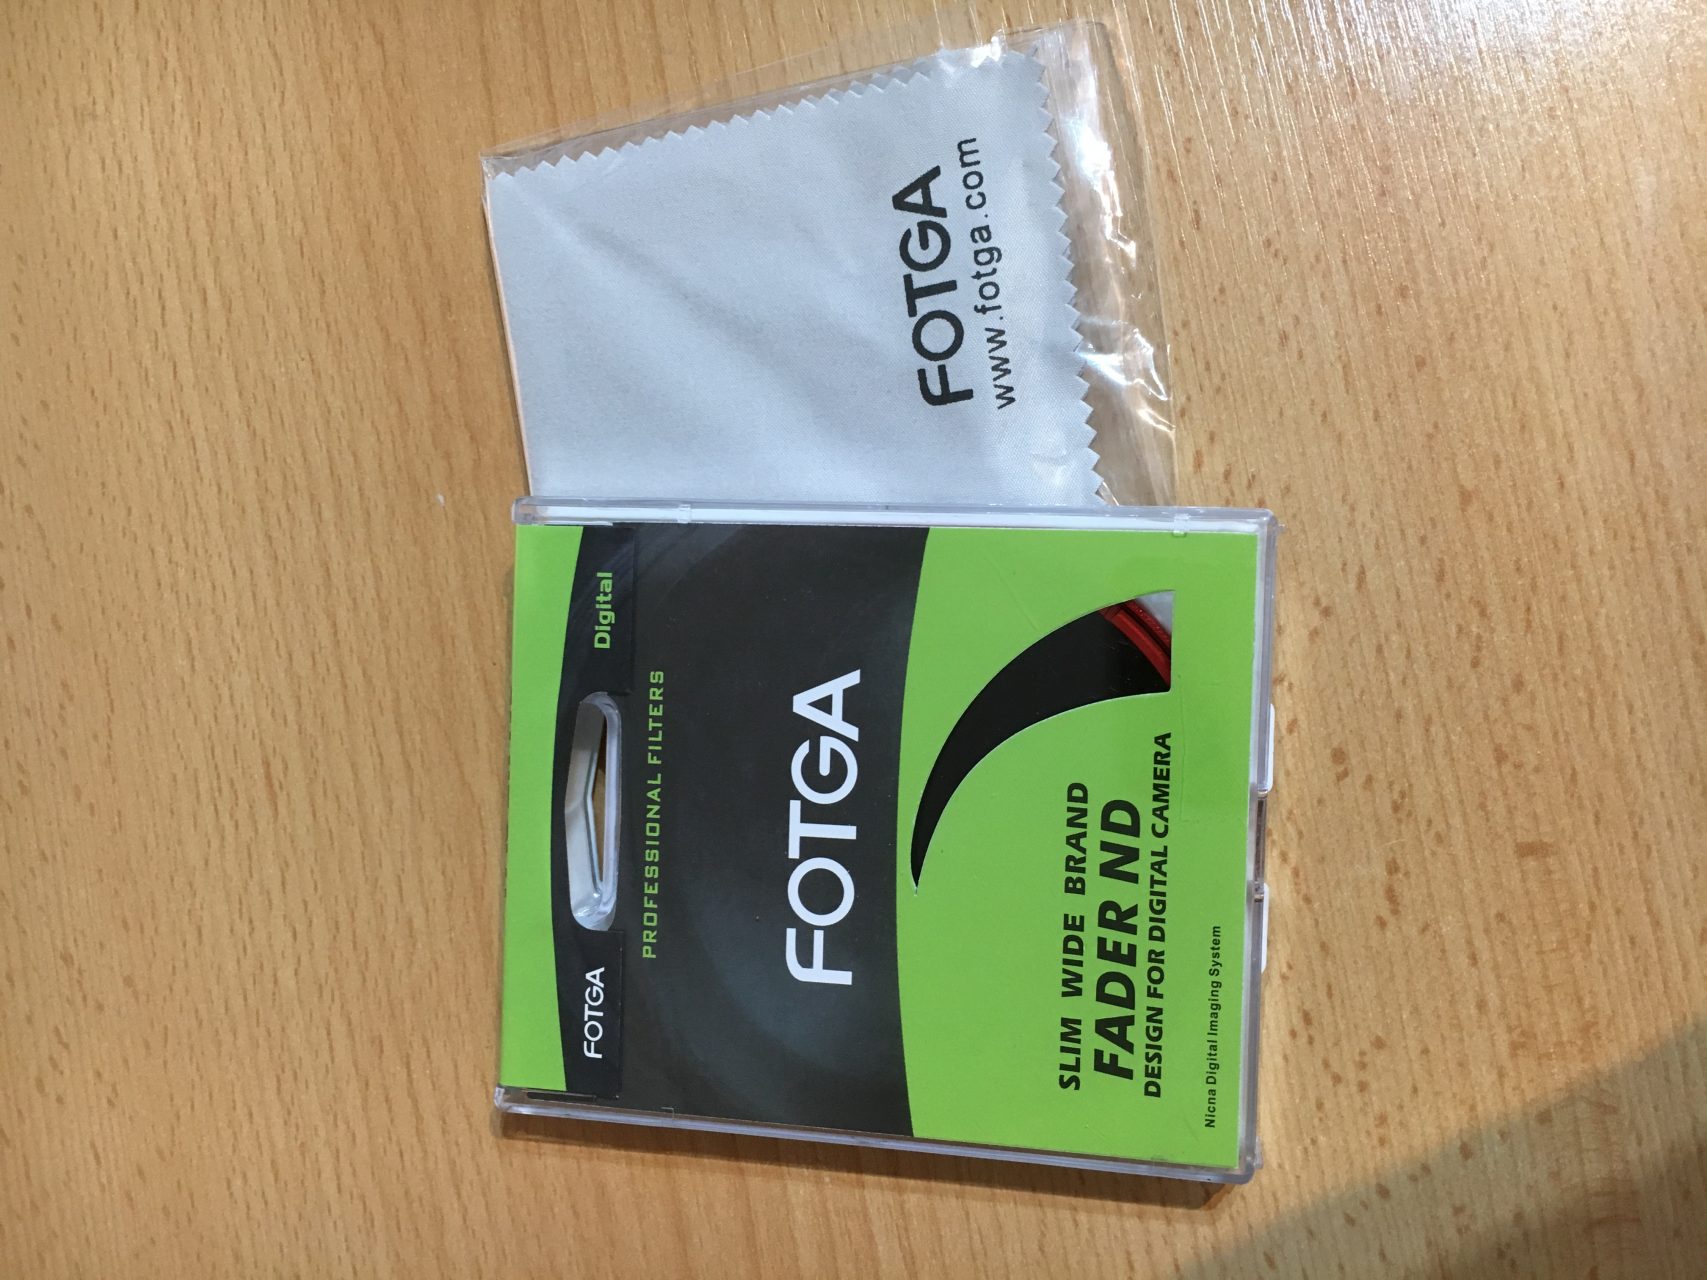 FOTGA
www.fotga.com
FOTGA
Digital
PROFESSIONAL FILTERS
FOTGA
SLIM WIDE BRAND
FADER ND
DESIGN FOR DIGITAL CAMERA
Nicna Digital Imaging System